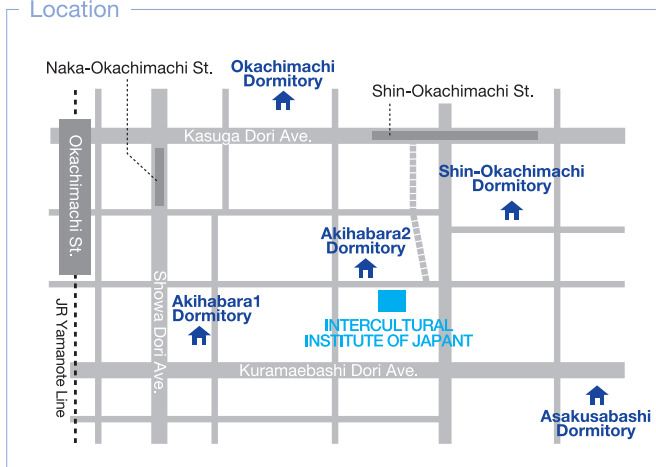 Location
Naka-Okachimachi St.
Okachimachi
Dormitory
Shin-Okachimachi St.
Kasuga Dori Ave.
Okachimachi St.
Shin-Okachimachi
Dormitory
Akihabara2
Dormitory
Showa Dori Ave.
Akihabara1
Dormitory
JR Yamanote Line
INTERCULTURAL
INSTITUTE OF JAPANT
Kuramaebashi Dori Ave.
Asakusabashi
Dormitory